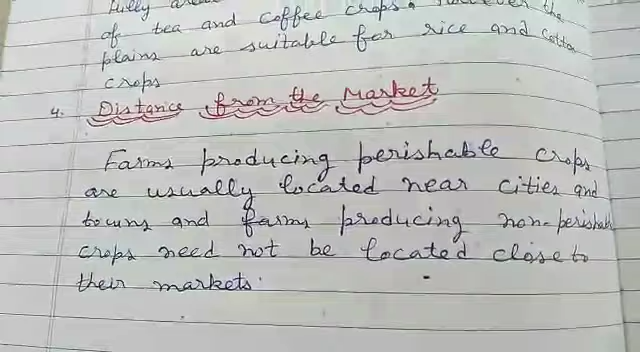 of tea and coffee crops. However the
plains are suitable for rice and cotton
crops
4. Distance from the Market
Farms producing perishable crops
are usually located near cities and
towns and farms producing non-perishable
crops need not be located close to
their markets.